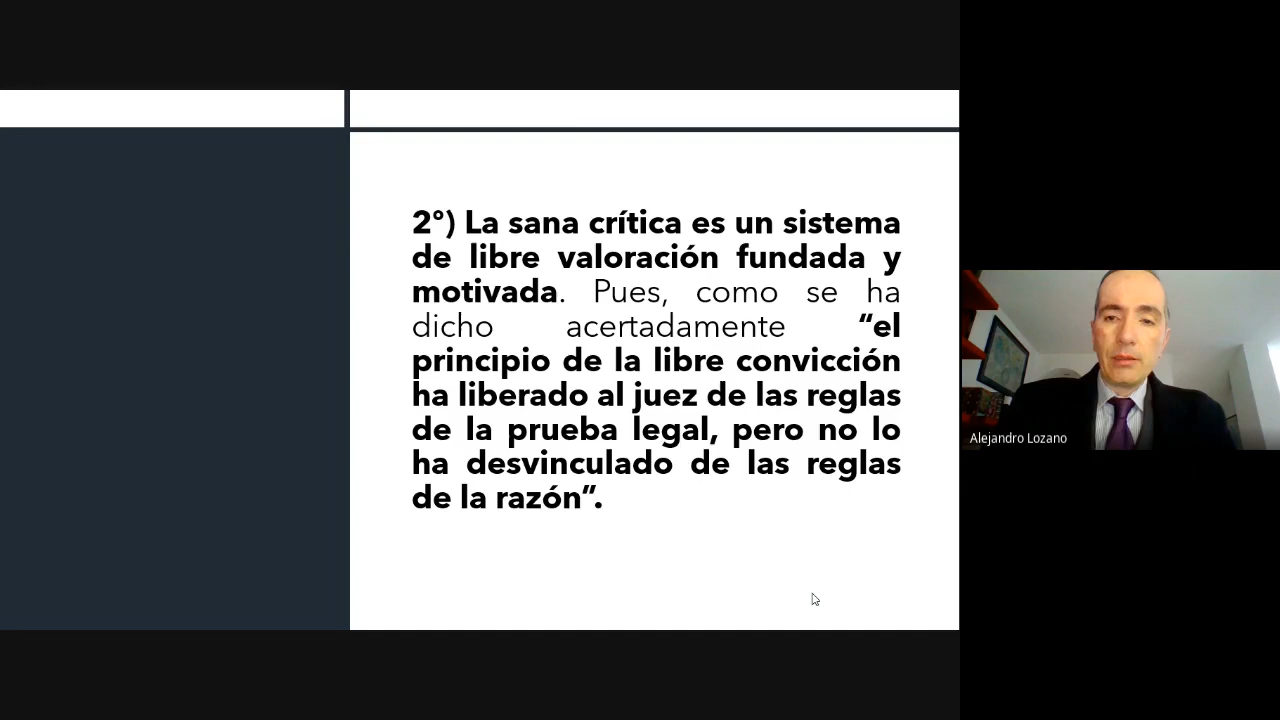 2º) La sana crítica es un sistema
de libre valoración fundada y
motivada. Pues, como se ha
dicho acertadamente “el
principio de la libre convicción
ha liberado al juez de las reglas
de la prueba legal, pero no lo
ha desvinculado de las reglas
de la razón”.
Alejandro Lozano